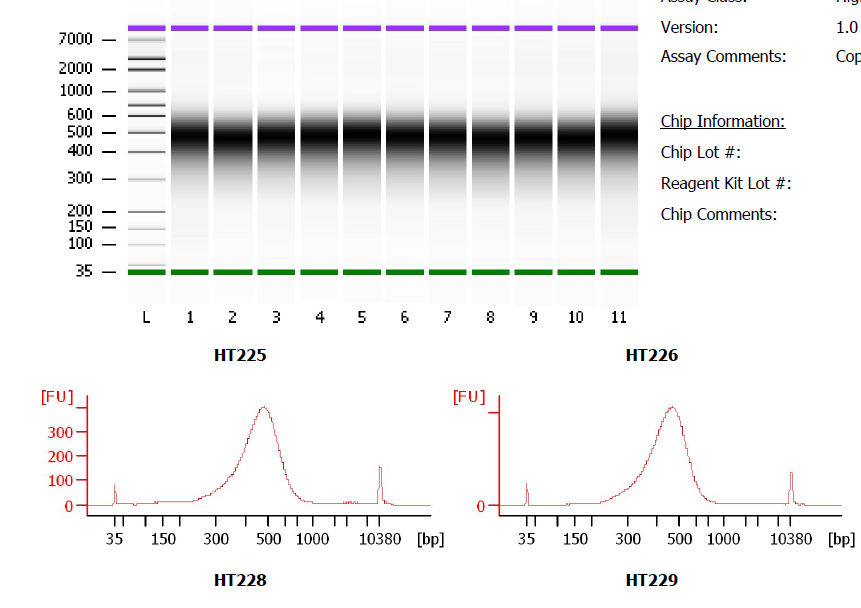 Version: 1.0
Assay Comments:
Chip Information:
Chip Lot #:
Reagent Kit Lot #:
Chip Comments:
7000
2000
1000
600
500
400
300
200
150
100
35
L 1 2 3 4 5 6 7 8 9 10 11
HT225 HT226
[FU] [FU]
300
200
100
0 0
35 150 300 500 1000 10380 [bp] 35 150 300 500 1000 10380 [bp]
HT228 HT229